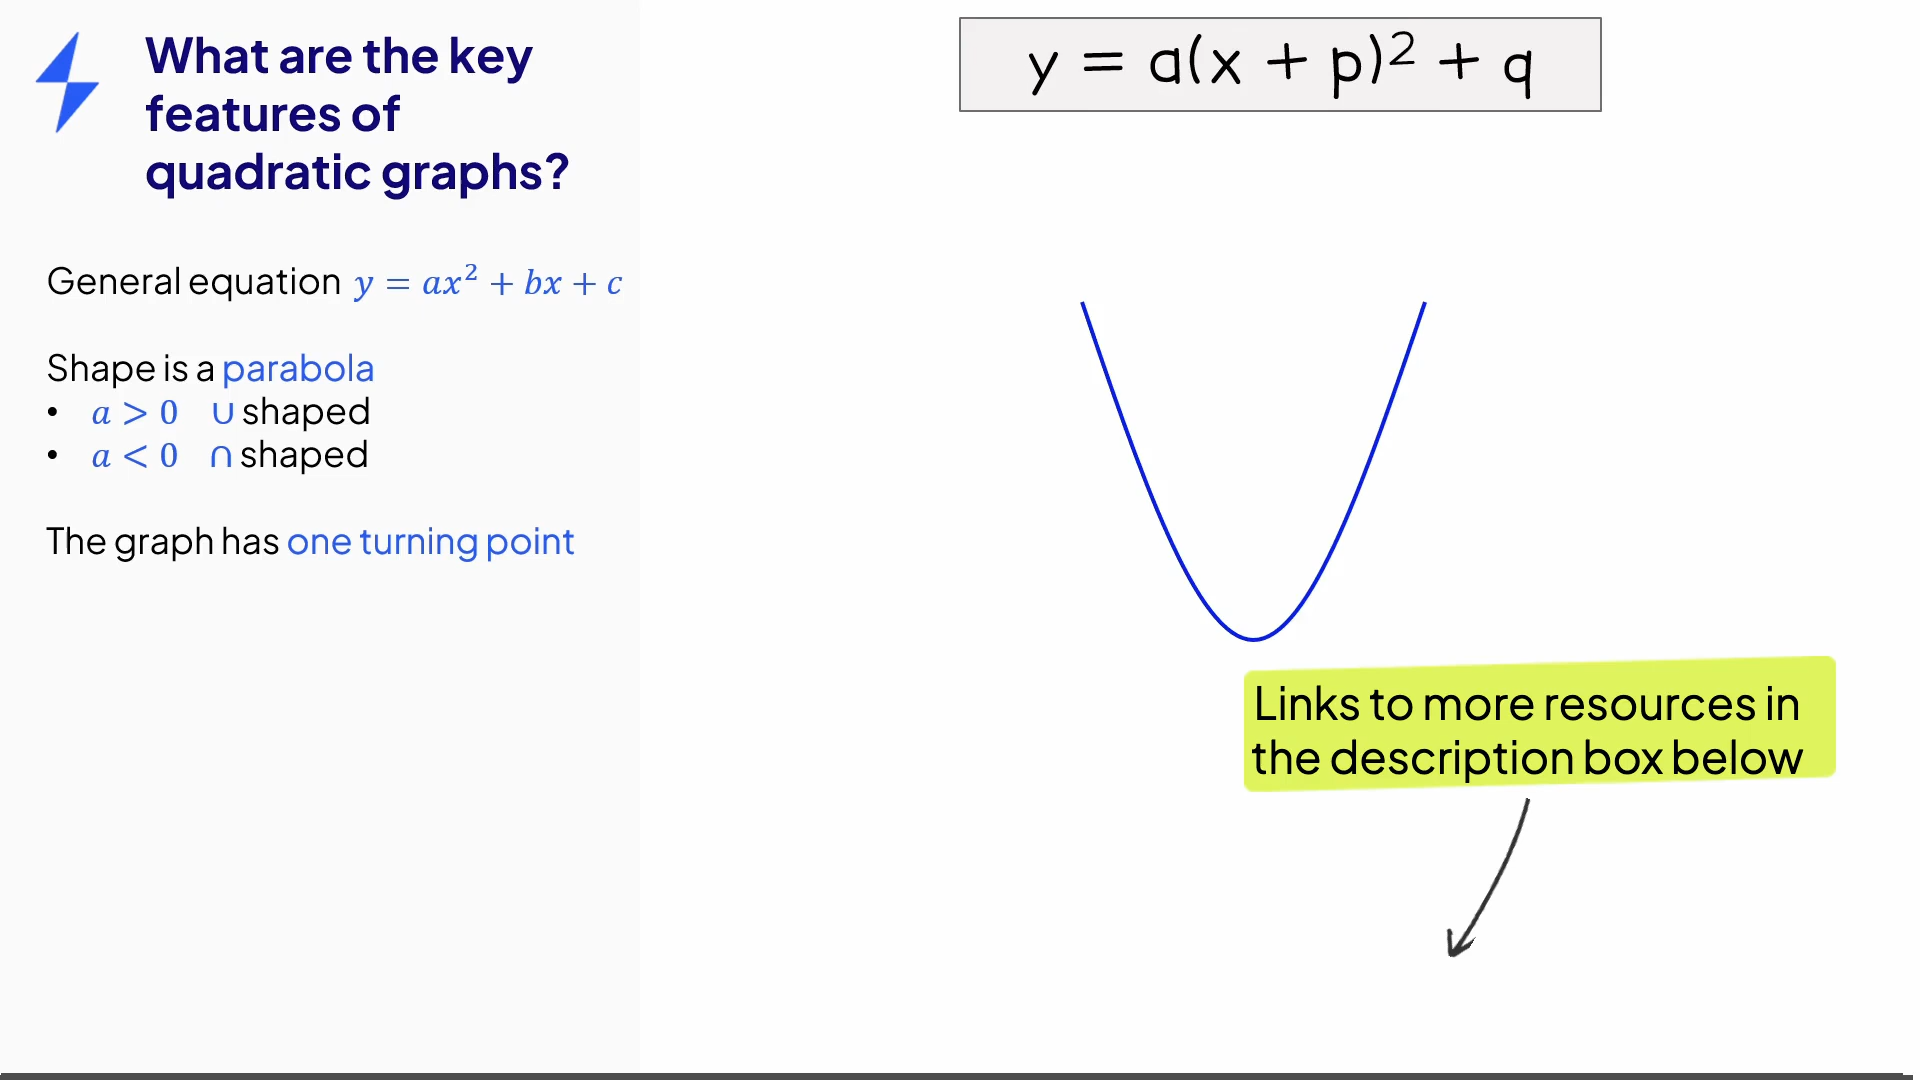 What are the key
features of
quadratic graphs?
General equation y = ax² + bx + c
Shape is a parabola
• a > 0 ∪ shaped
• a < 0 ∩ shaped
The graph has one turning point
y = a(x + p)² + q
Links to more resources in
the description box below